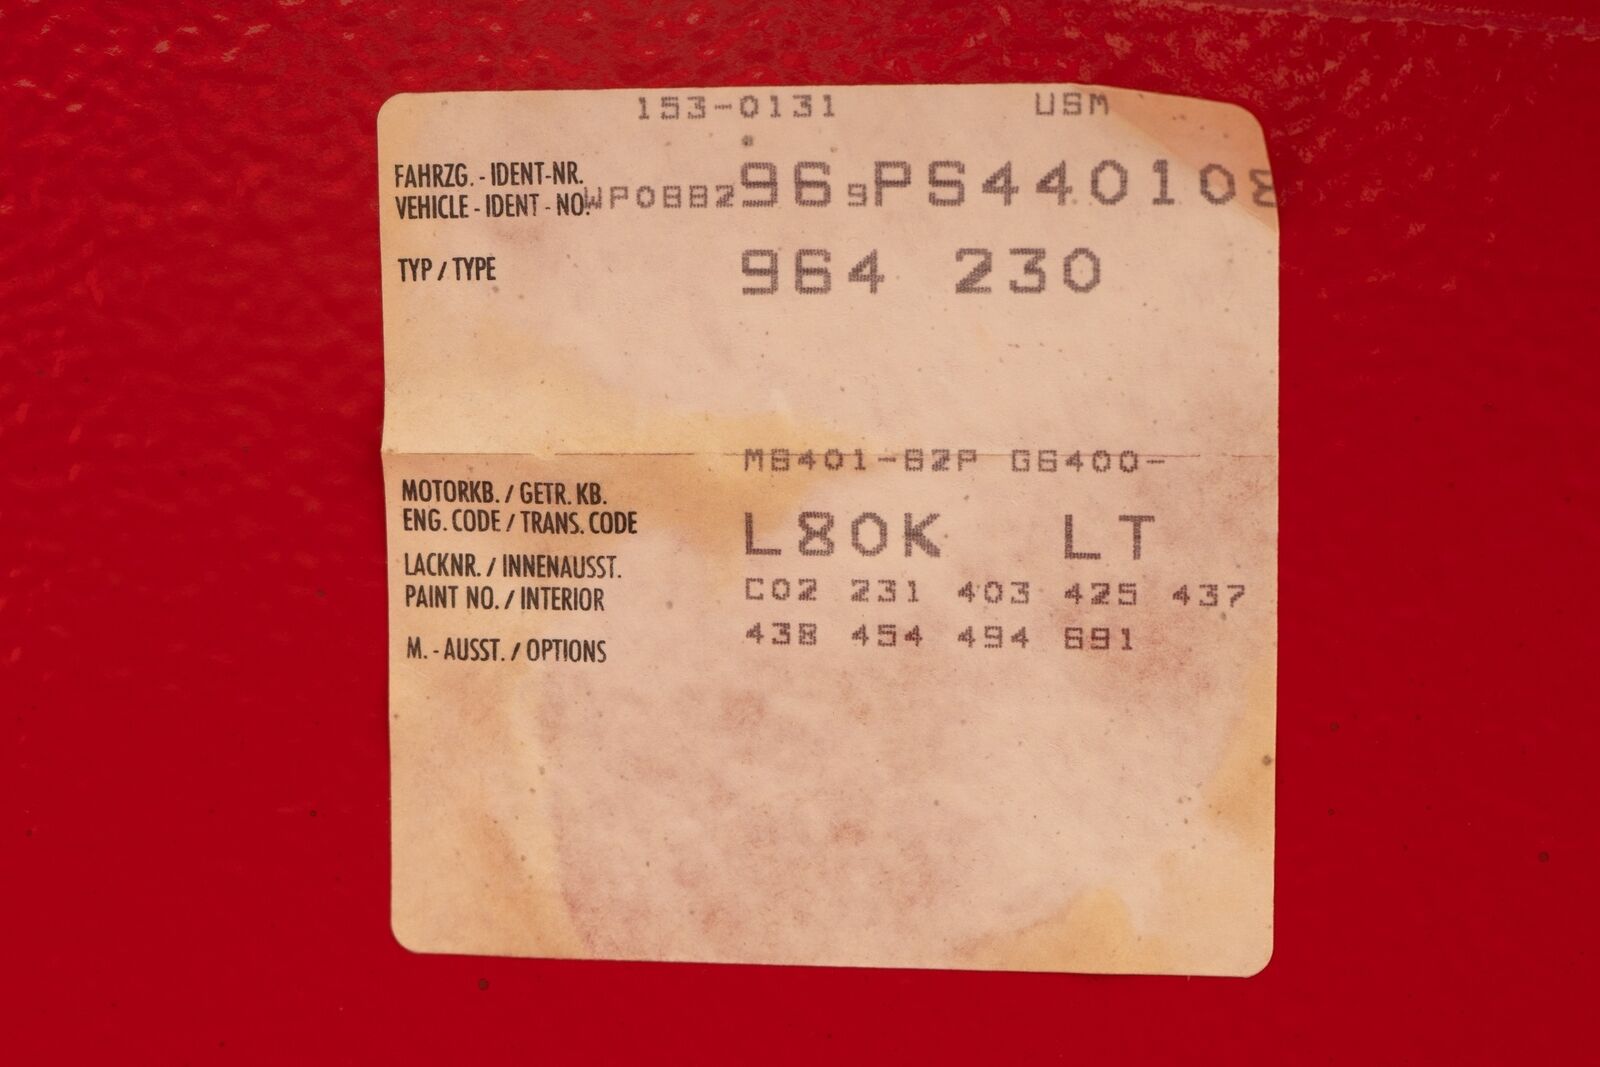 153-0131 USM
FAHRZG. - IDENT-NR.
VEHICLE - IDENT - NO. WP0BB2969PS440108
TYP / TYPE 964 230
M6401-62P G6400-
MOTORKB. / GETR. KB.
ENG. CODE / TRANS. CODE L80K LT
LACKNR. / INNENAUSST.
PAINT NO. / INTERIOR C02 231 403 425 437
438 454 494 691
M. - AUSST. / OPTIONS